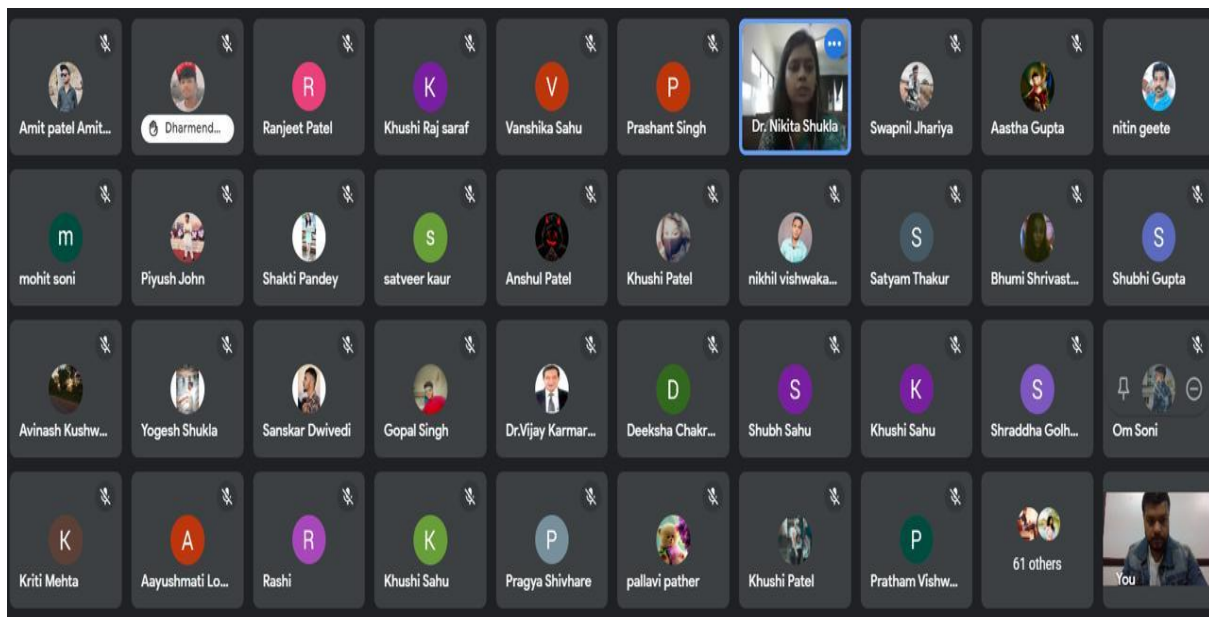 Amit patel Amit...
Dharmend...
R
Ranjeet Patel
K
Khushi Raj saraf
V
Vanshika Sahu
P
Prashant Singh
Dr. Nikita Shukla
Swapnil Jhariya
Aastha Gupta
nitin geete
m
mohit soni
Piyush John
Shakti Pandey
s
satveer kaur
Anshul Patel
Khushi Patel
nikhil vishwaka...
S
Satyam Thakur
Bhumi Shrivast...
S
Shubhi Gupta
Avinash Kushw...
Yogesh Shukla
Sanskar Dwivedi
Gopal Singh
Dr.Vijay Karmar...
D
Deeksha Chakr...
S
Shubh Sahu
K
Khushi Sahu
S
Shraddha Golh...
Om Soni
K
Kriti Mehta
A
Aayushmati Lo...
R
Rashi
K
Khushi Sahu
P
Pragya Shivhare
pallavi pather
Khushi Patel
P
Pratham Vishw...
61 others
You